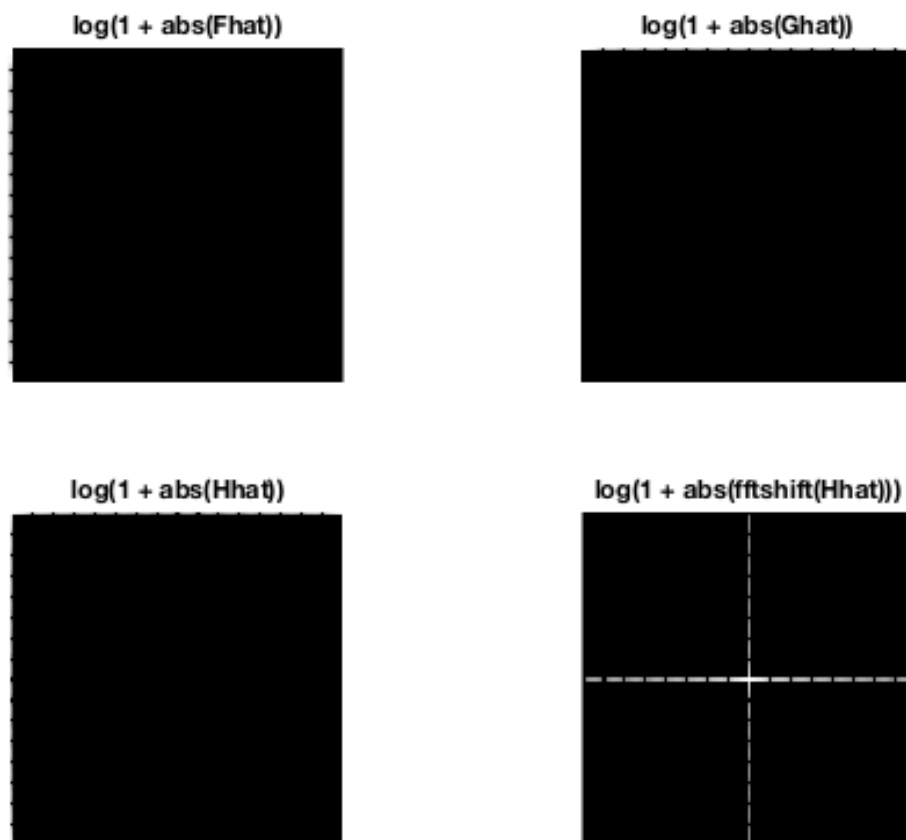 log(1 + abs(Fhat))
log(1 + abs(Ghat))
log(1 + abs(Hhat))
log(1 + abs(fftshift(Hhat)))